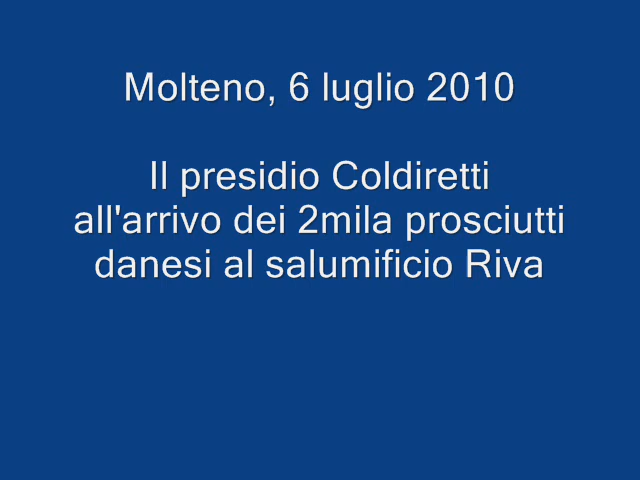 Molteno, 6 luglio 2010
Il presidio Coldiretti
all'arrivo dei 2mila prosciutti
danesi al salumificio Riva